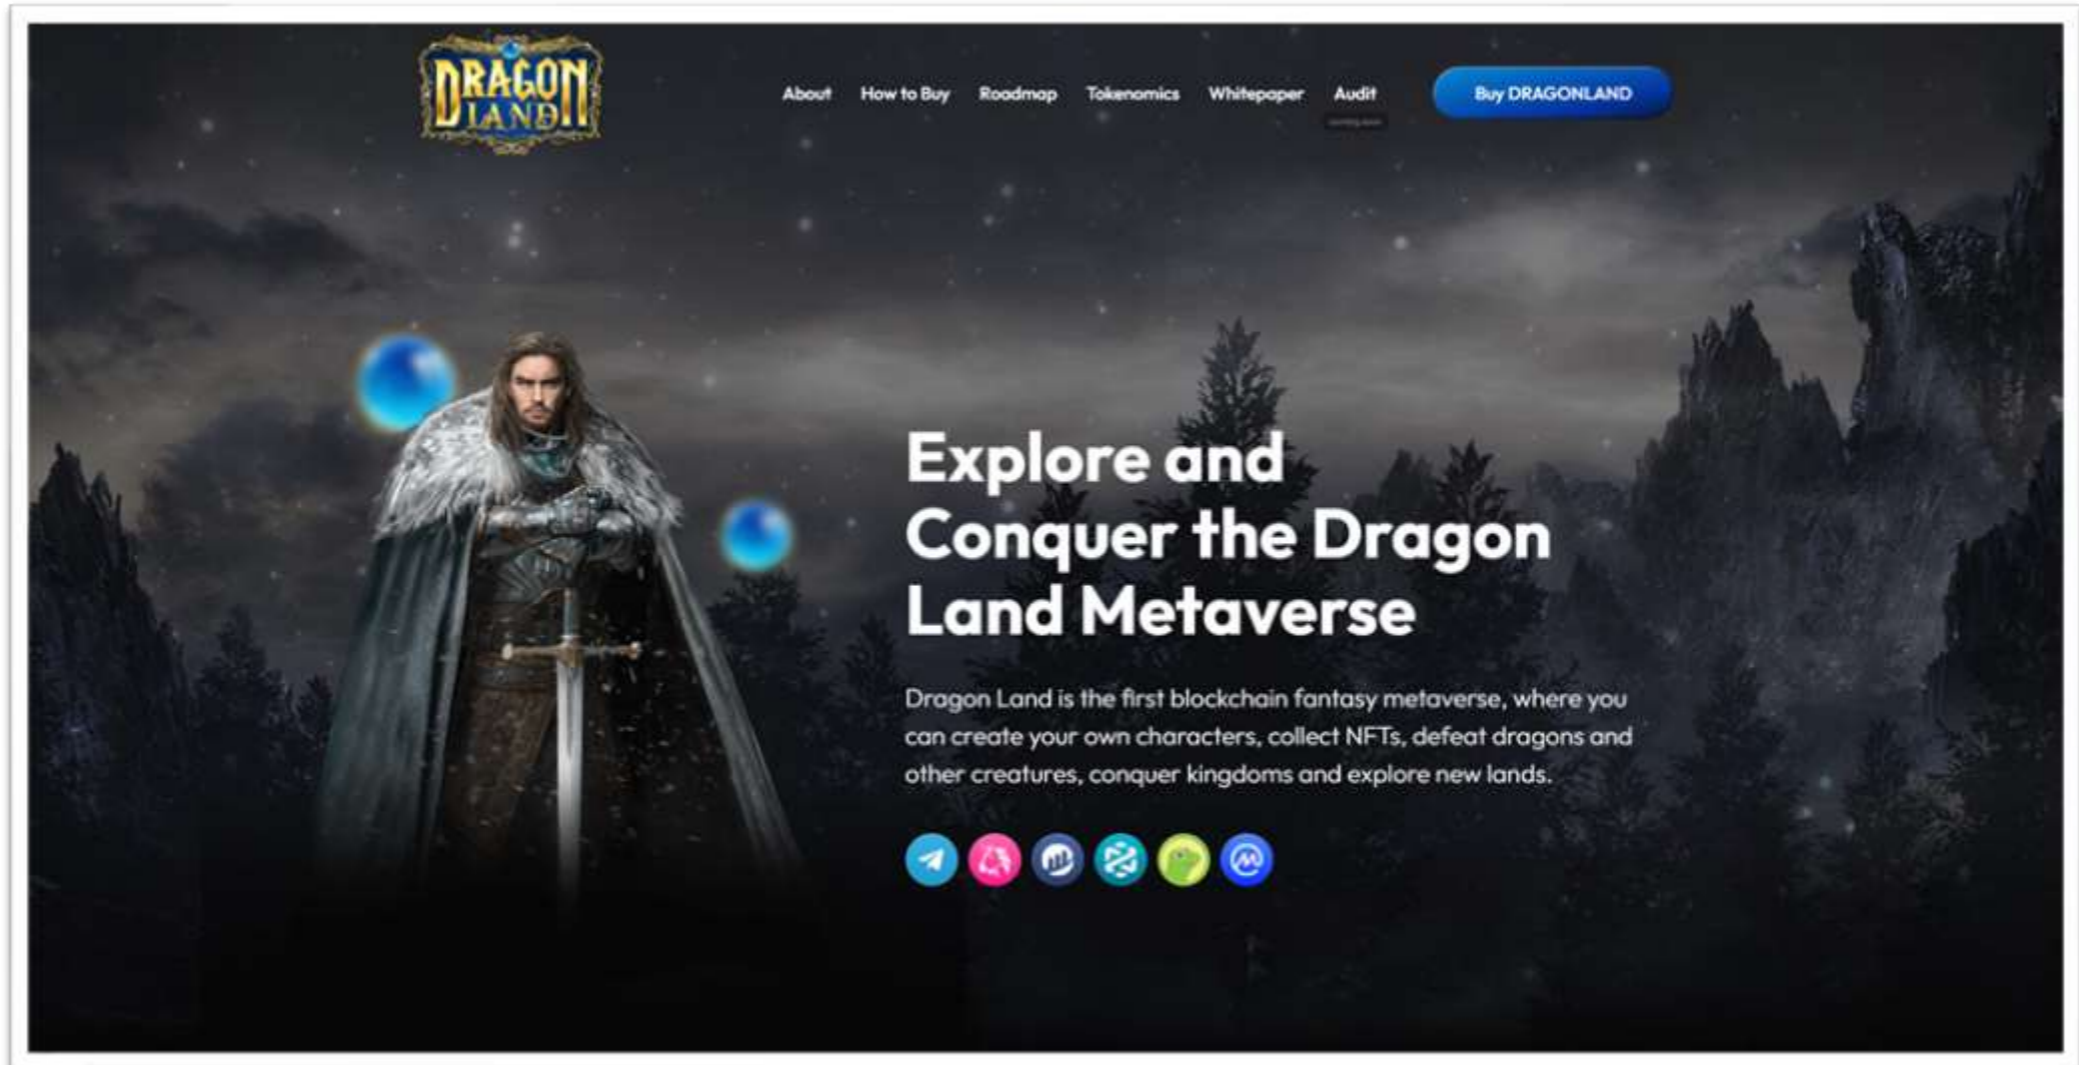 DRAGON
LAND
About How to Buy Roadmap Tokenomics Whitepaper Audit Buy DRAGONLAND
coming soon
Explore and
Conquer the Dragon
Land Metaverse
Dragon Land is the first blockchain fantasy metaverse, where you
can create your own characters, collect NFTs, defeat dragons and
other creatures, conquer kingdoms and explore new lands.